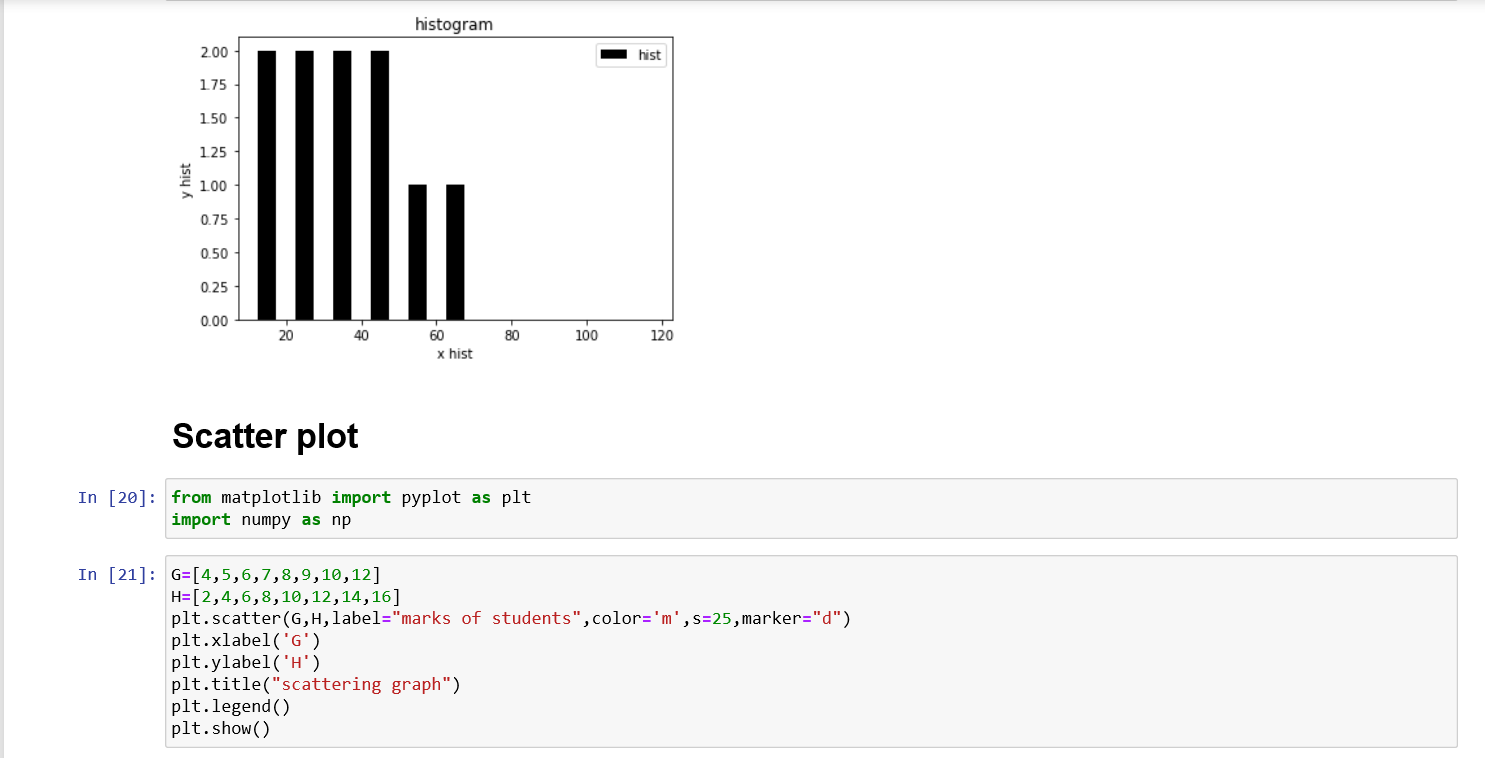 histogram
hist
2.00
1.75
1.50
1.25
1.00
0.75
0.50
0.25
0.00
y hist
20 40 60 80 100 120
x hist
Scatter plot
In [20]: from matplotlib import pyplot as plt
import numpy as np
In [21]: G=[4,5,6,7,8,9,10,12]
H=[2,4,6,8,10,12,14,16]
plt.scatter(G,H,label="marks of students",color='m',s=25,marker="d")
plt.xlabel('G')
plt.ylabel('H')
plt.title("scattering graph")
plt.legend()
plt.show()